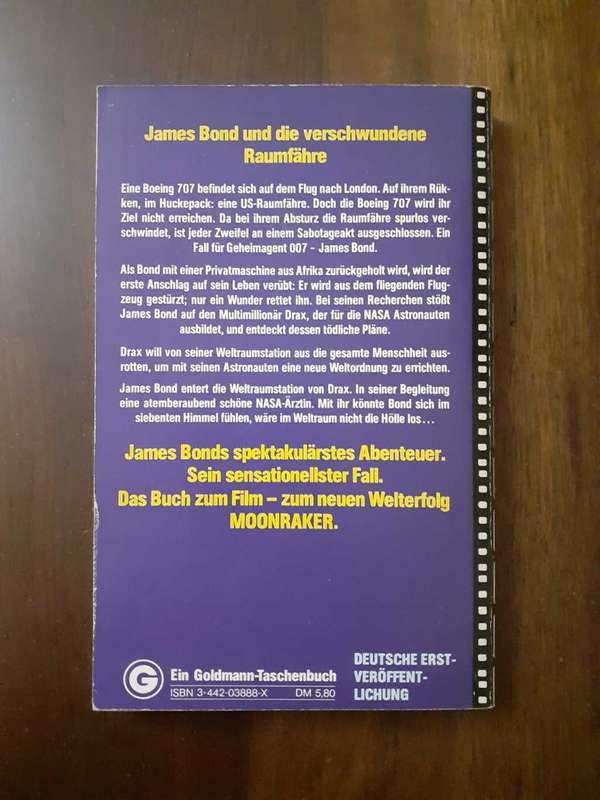 James Bond und die verschwundene
Raumfähre
Eine Boeing 707 befindet sich auf dem Flug nach London. Auf ihrem Rük-
ken, im Huckepack: eine US-Raumfähre. Doch die Boeing 707 wird ihr
Ziel nicht erreichen. Da bei ihrem Absturz die Raumfähre spurlos ver-
schwindet, ist jeder Zweifel an einem Sabotageakt ausgeschlossen. Ein
Fall für Geheimagent 007 – James Bond.
Als Bond mit einer Privatmaschine aus Afrika zurückgeholt wird, wird der
erste Anschlag auf sein Leben verübt: Er wird aus dem fliegenden Flug-
zeug gestürzt; nur ein Wunder rettet ihn. Bei seinen Recherchen stößt
James Bond auf den Multimillionär Drax, der für die NASA Astronauten
ausbildet, und entdeckt dessen tödliche Pläne.
Drax will von seiner Weltraumstation aus die gesamte Menschheit aus-
rotten, um mit seinen Astronauten eine neue Weltordnung zu errichten.
James Bond entert die Weltraumstation von Drax. In seiner Begleitung
eine atemberaubend schöne NASA-Ärztin. Mit ihr könnte Bond sich im
siebenten Himmel fühlen, wäre im Weltraum nicht die Hölle los...
James Bonds spektakulärstes Abenteuer.
Sein sensationellster Fall.
Das Buch zum Film – zum neuen Welterfolg
MOONRAKER.
G Ein Goldmann-Taschenbuch
ISBN 3-442-03888-X DM 5,80
DEUTSCHE ERST-
VERÖFFENT-
LICHUNG